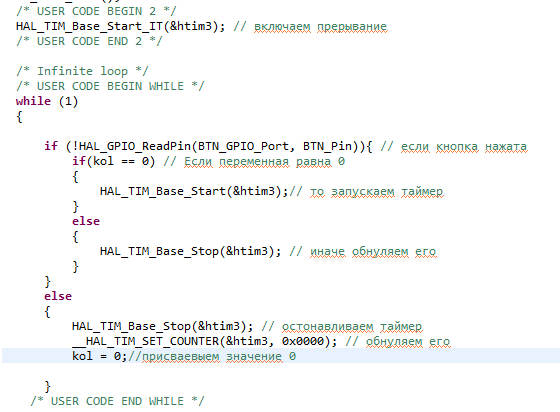 /* USER CODE BEGIN 2 */
HAL_TIM_Base_Start_IT(&htim3); // включаем прерывание
/* USER CODE END 2 */
/* Infinite loop */
/* USER CODE BEGIN WHILE */
while (1)
{
if (!HAL_GPIO_ReadPin(BTN_GPIO_Port, BTN_Pin)){ // если кнопка нажата
if(kol == 0) // Если переменная равна 0
{
HAL_TIM_Base_Start(&htim3);// то запускаем таймер
}
else
{
HAL_TIM_Base_Stop(&htim3); // иначе обнуляем его
}
}
else
{
HAL_TIM_Base_Stop(&htim3); // остонавливаем таймер
__HAL_TIM_SET_COUNTER(&htim3, 0x0000); // обнуляем его
kol = 0;//присваевыем значение 0
}
/* USER CODE END WHILE */